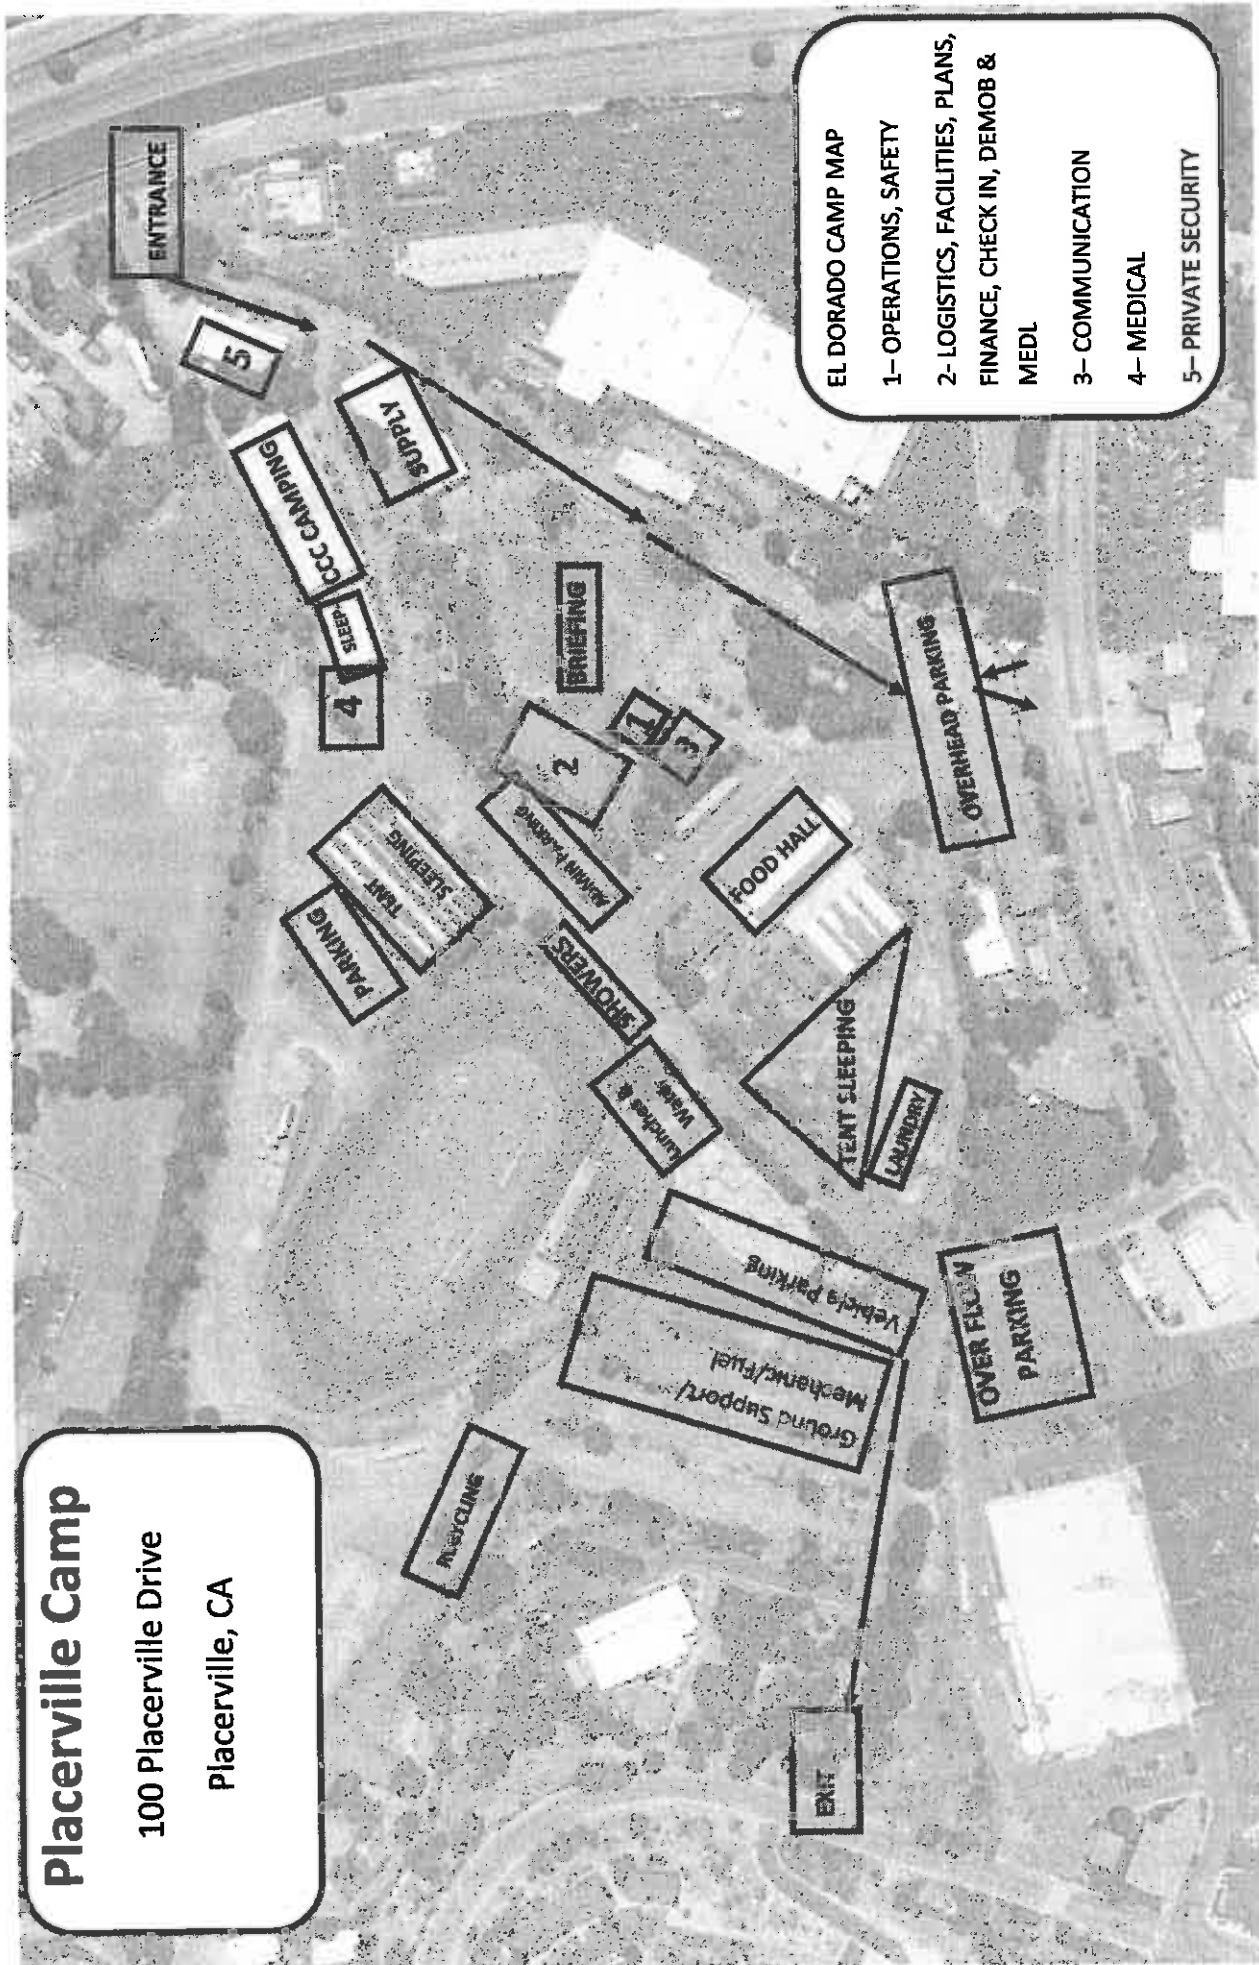 Placerville Camp
100 Placerville Drive
Placerville, CA
ENTRANCE
5
SUPPLY
CCC CAMPING
SLEEP.
4
BRIEFING
1
3
2
PARKING
TENT
SLEEPING
PARKING
SHOWERS
Lunches &
Water
FOOD HALL
TENT SLEEPING
LAUNDRY
OVERHEAD PARKING
Vehicle Parking
Ground Support/
Mechanic/Fuel
OVER FLOW
PARKING
RECYCLING
EXIT
EL DORADO CAMP MAP
1– OPERATIONS, SAFETY
2- LOGISTICS, FACILITIES, PLANS,
FINANCE, CHECK IN, DEMOB &
MEDL
3– COMMUNICATION
4– MEDICAL
5– PRIVATE SECURITY